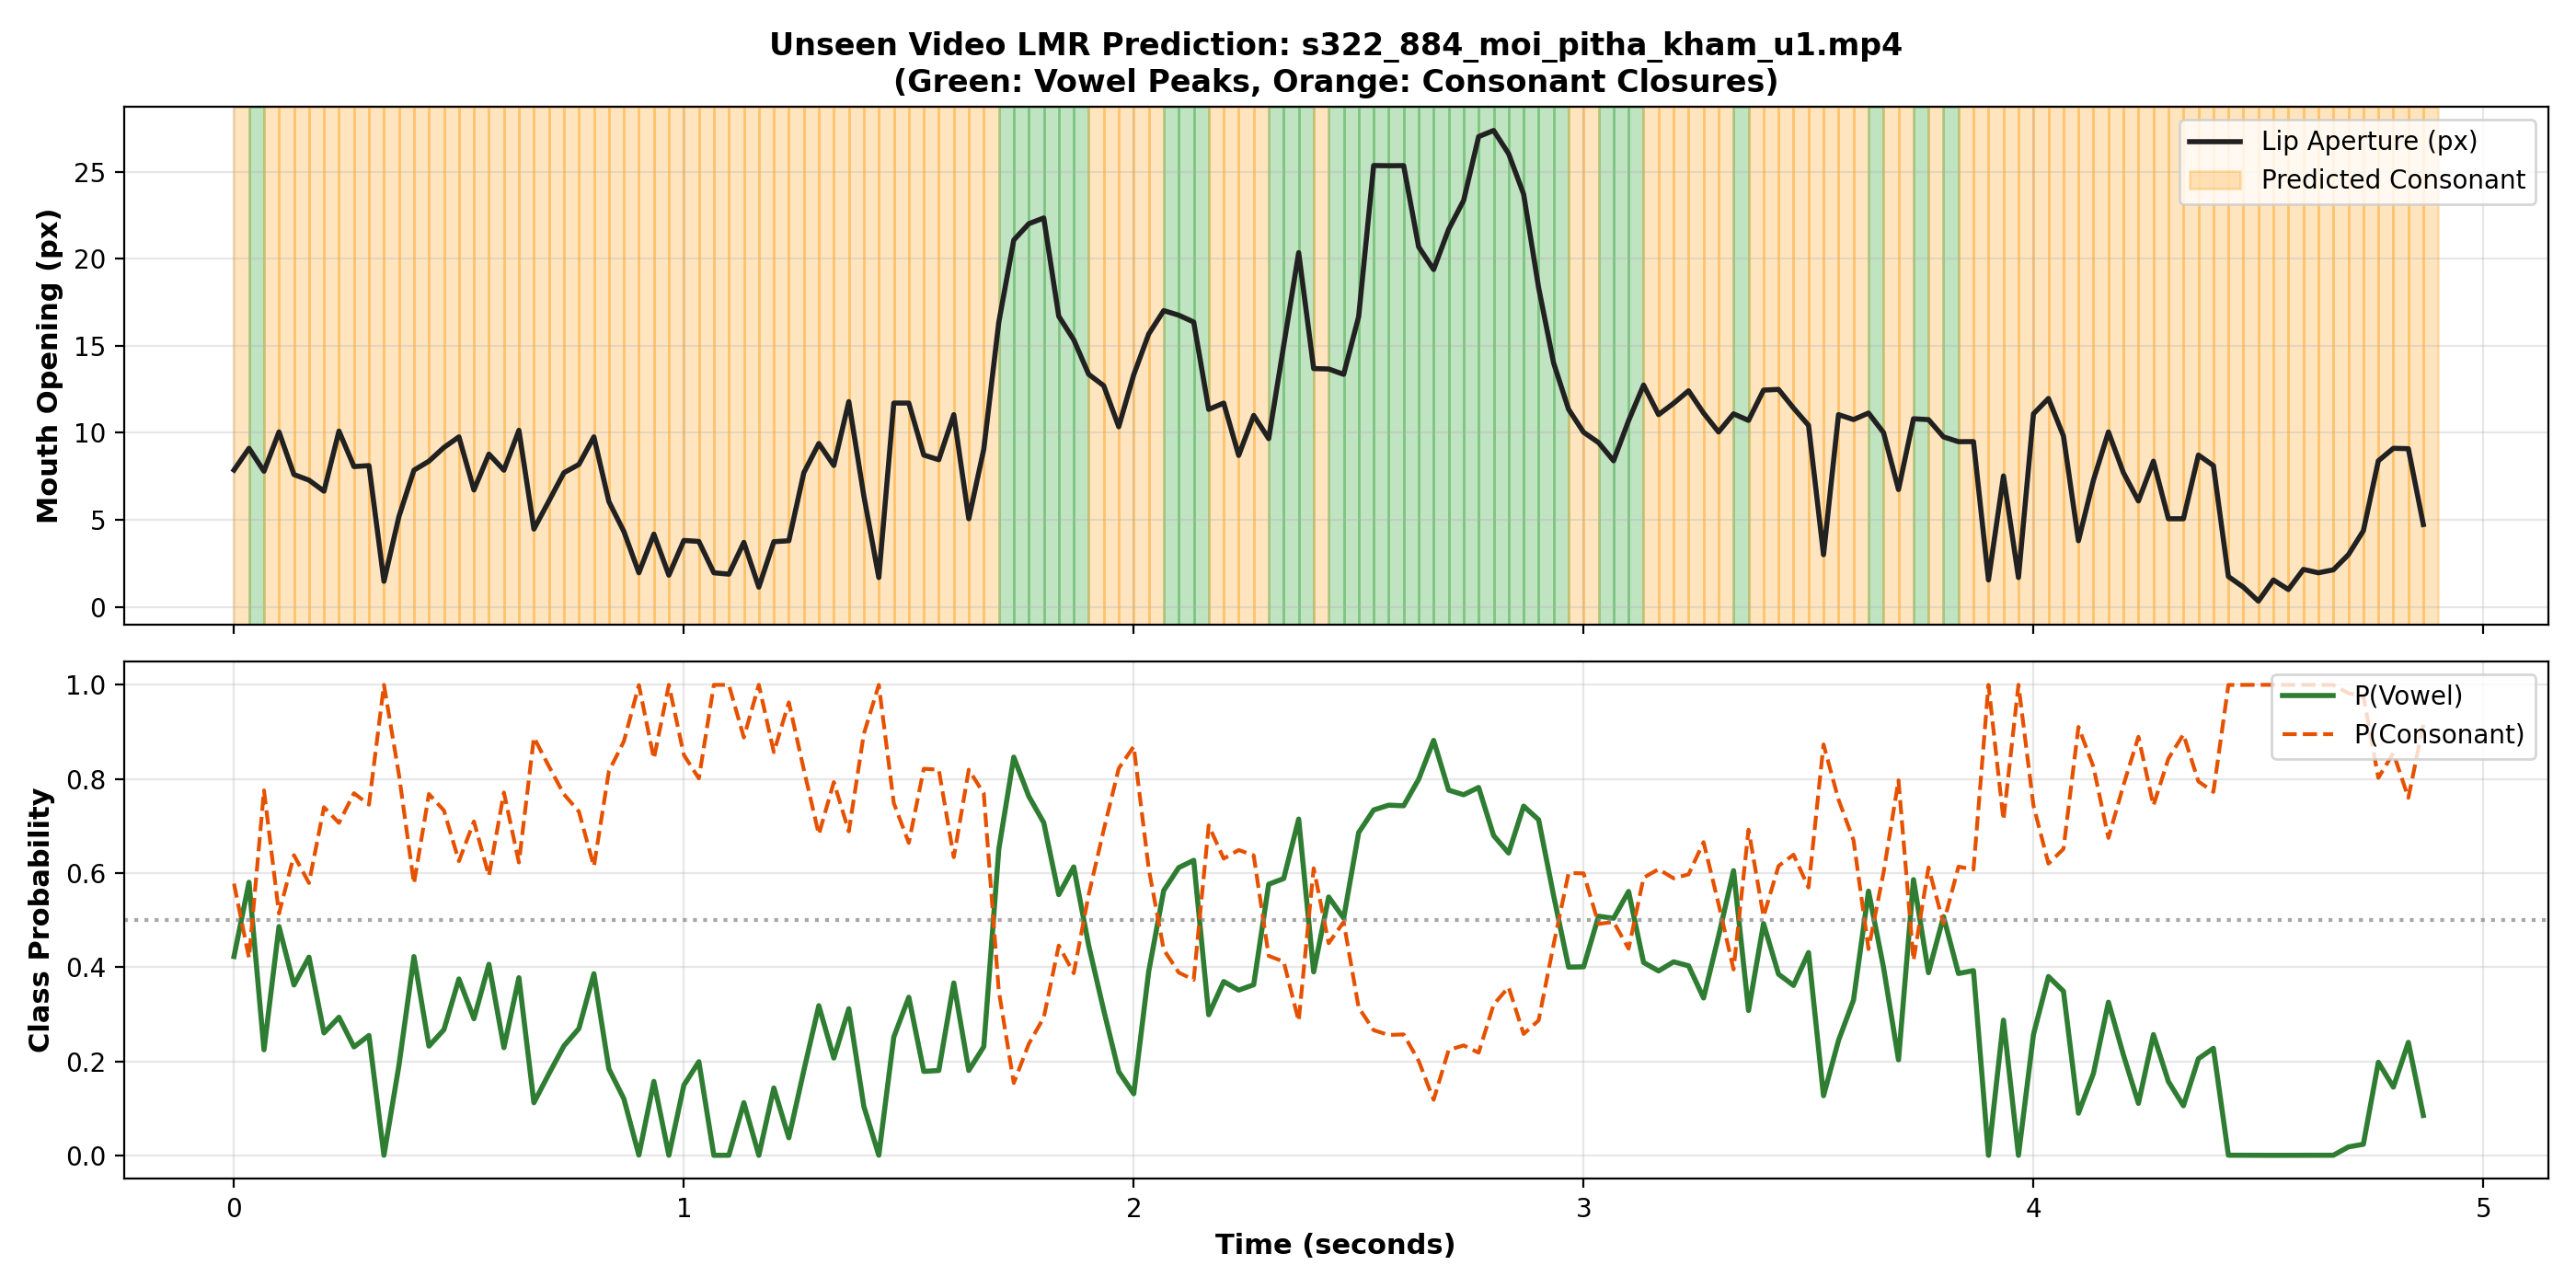 Unseen Video LMR Prediction: s322_884_moi_pitha_kham_u1.mp4
(Green: Vowel Peaks, Orange: Consonant Closures)
Mouth Opening (px)
25
20
15
10
5
0
Lip Aperture (px)
Predicted Consonant
Class Probability
1.0
0.8
0.6
0.4
0.2
0.0
P(Vowel)
P(Consonant)
0 1 2 3 4 5
Time (seconds)